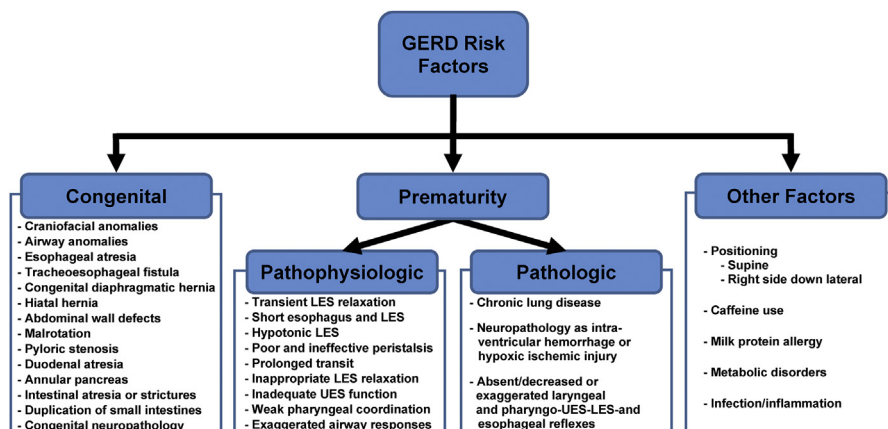 GERD Risk
Factors
Congenital
- Craniofacial anomalies
- Airway anomalies
- Esophageal atresia
- Tracheoesophageal fistula
- Congenital diaphragmatic hernia
- Hiatal hernia
- Abdominal wall defects
- Malrotation
- Pyloric stenosis
- Duodenal atresia
- Annular pancreas
- Intestinal atresia or strictures
- Duplication of small intestines
- Congenital neuropathology
Prematurity
Pathophysiologic
- Transient LES relaxation
- Short esophagus and LES
- Hypotonic LES
- Poor and ineffective peristalsis
- Prolonged transit
- Inappropriate LES relaxation
- Inadequate UES function
- Weak pharyngeal coordination
- Exaggerated airway responses
Pathologic
- Chronic lung disease
- Neuropathology as intra-
ventricular hemorrhage or
hypoxic ischemic injury
- Absent/decreased or
exaggerated laryngeal
and pharyngo-UES-LES-and
esophageal reflexes
Other Factors
- Positioning
- Supine
- Right side down lateral
- Caffeine use
- Milk protein allergy
- Metabolic disorders
- Infection/inflammation